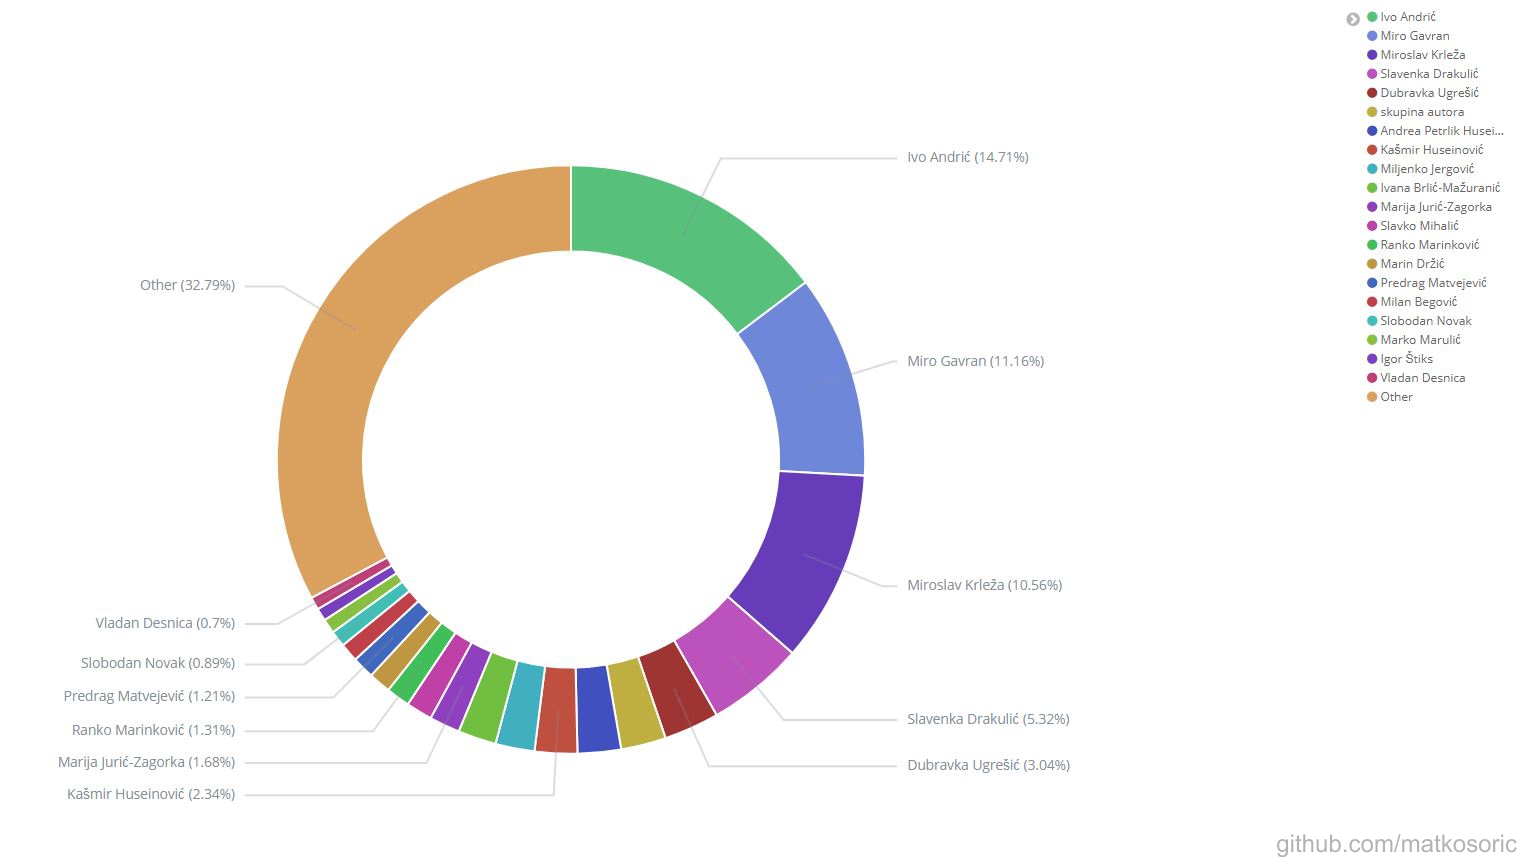 Ivo Andrić (14.71%)
Other (32.79%)
Miro Gavran (11.16%)
Miroslav Krleža (10.56%)
Vladan Desnica (0.7%)
Slobodan Novak (0.89%)
Predrag Matvejević (1.21%)
Slavenka Drakulić (5.32%)
Ranko Marinković (1.31%)
Marija Jurić-Zagorka (1.68%)
Dubravka Ugrešić (3.04%)
Kašmir Huseinović (2.34%)
Ivo Andrić
Miro Gavran
Miroslav Krleža
Slavenka Drakulić
Dubravka Ugrešić
skupina autora
Andrea Petrlik Husei...
Kašmir Huseinović
Miljenko Jergović
Ivana Brlić-Mažuranić
Marija Jurić-Zagorka
Slavko Mihalić
Ranko Marinković
Marin Držić
Predrag Matvejević
Milan Begović
Slobodan Novak
Marko Marulić
Igor Štiks
Vladan Desnica
Other
github.com/matkosoric